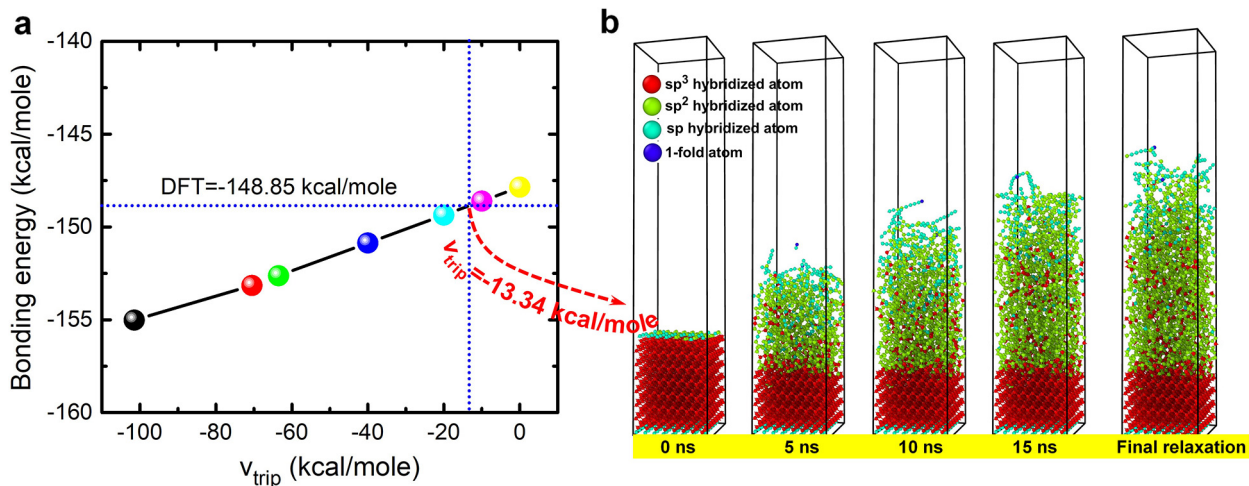 a
Bonding energy (kcal/mole)
-140
-145
-150
-155
-160
DFT=-148.85 kcal/mole
v_trip=-13.34 kcal/mole
-100 -80 -60 -40 -20 0
v_trip (kcal/mole)
b
sp³ hybridized atom
sp² hybridized atom
sp hybridized atom
1-fold atom
0 ns 5 ns 10 ns 15 ns Final relaxation